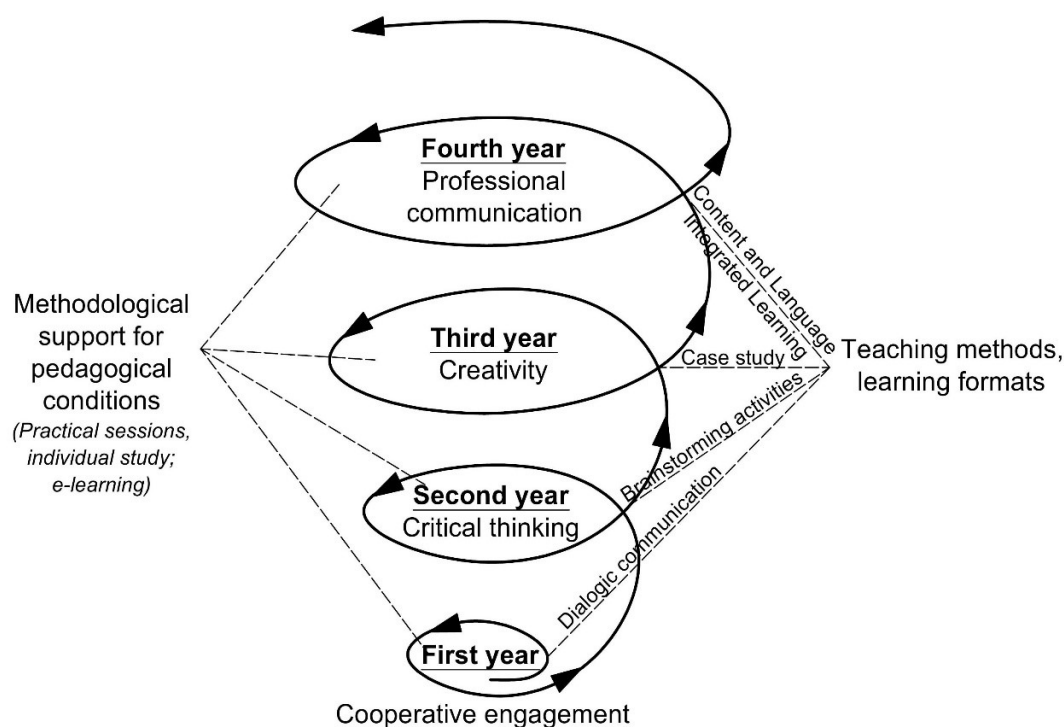 Fourth year
Professional
communication
Content and Language
Integrated Learning
Methodological
support for
pedagogical
conditions
(Practical sessions,
individual study;
e-learning)
Third year
Creativity
Case study
Teaching methods,
learning formats
Brainstorming activities
Second year
Critical thinking
Dialogic communication
First year
Cooperative engagement